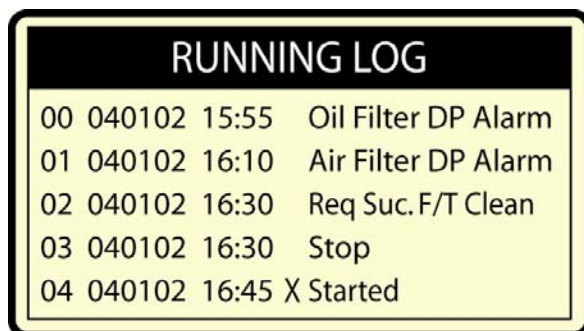 RUNNING LOG
00 040102 15:55 Oil Filter DP Alarm
01 040102 16:10 Air Filter DP Alarm
02 040102 16:30 Req Suc. F/T Clean
03 040102 16:30 Stop
04 040102 16:45 X Started